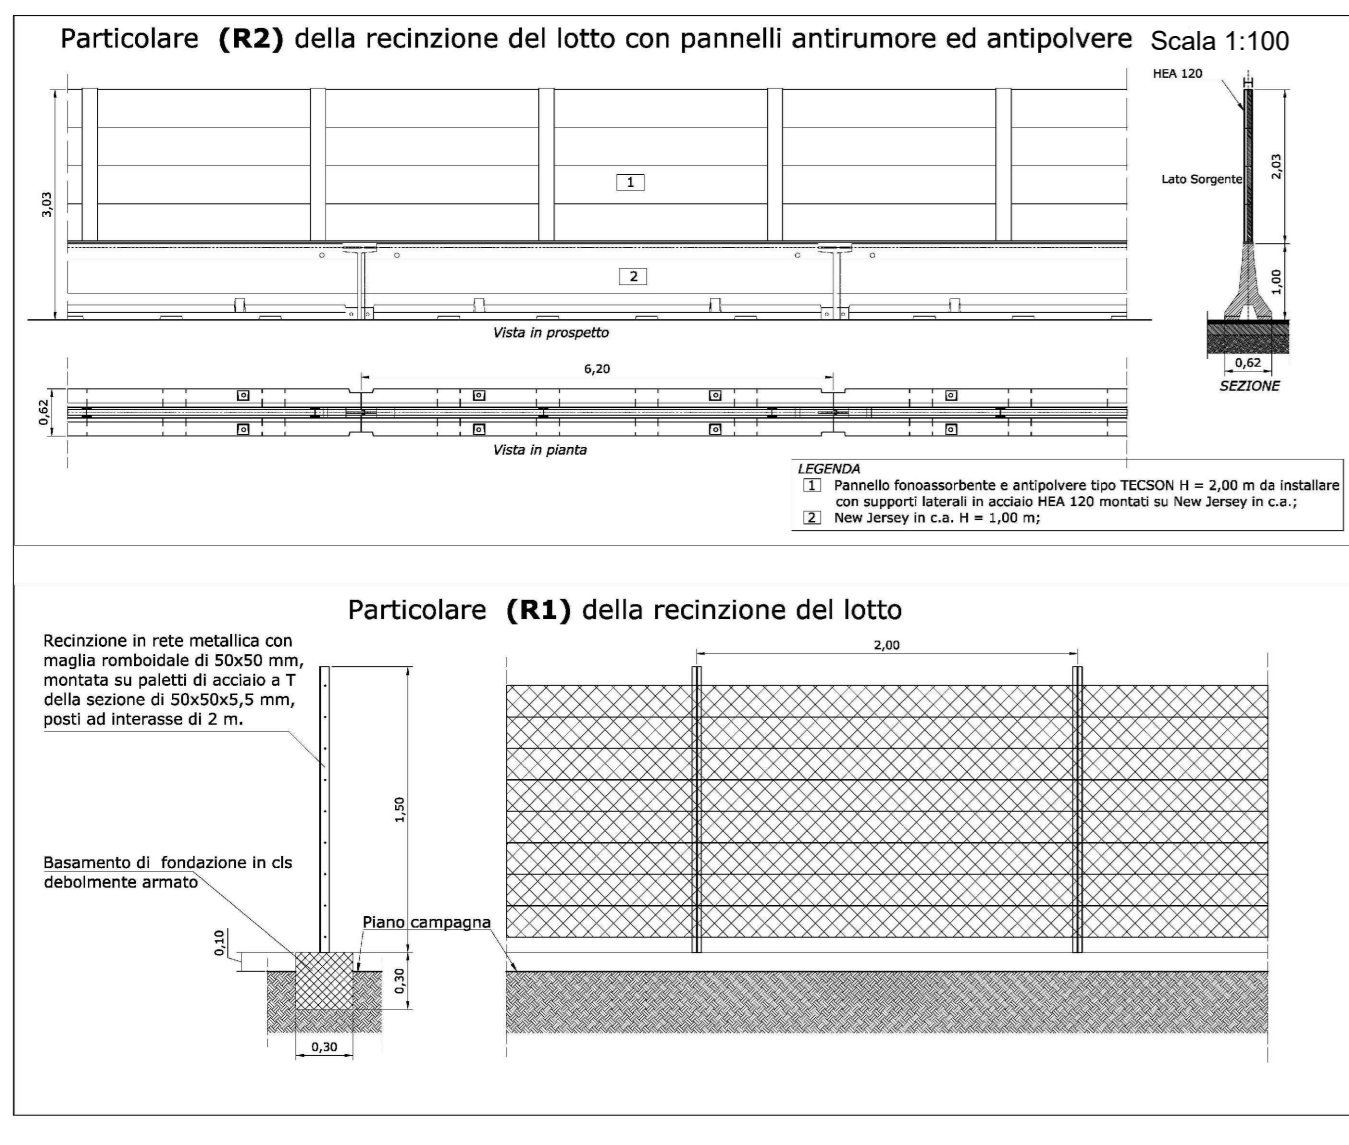 Particolare (R2) della recinzione del lotto con pannelli antirumore ed antipolvere Scala 1:100
HEA 120
3,03
1
2
Lato Sorgente
2,03
1,00
0,62
SEZIONE
Vista in prospetto
6,20
0,62
Vista in pianta
LEGENDA
1 Pannello fonoassorbente e antipolvere tipo TECSON H = 2,00 m da installare
con supporti laterali in acciaio HEA 120 montati su New Jersey in c.a.;
2 New Jersey in c.a. H = 1,00 m;
Particolare (R1) della recinzione del lotto
Recinzione in rete metallica con
maglia romboidale di 50x50 mm,
montata su paletti di acciaio a T
della sezione di 50x50x5,5 mm,
posti ad interasse di 2 m.
2,00
1,50
Basamento di fondazione in cls
debolmente armato
Piano campagna
0,10
0,30
0,30